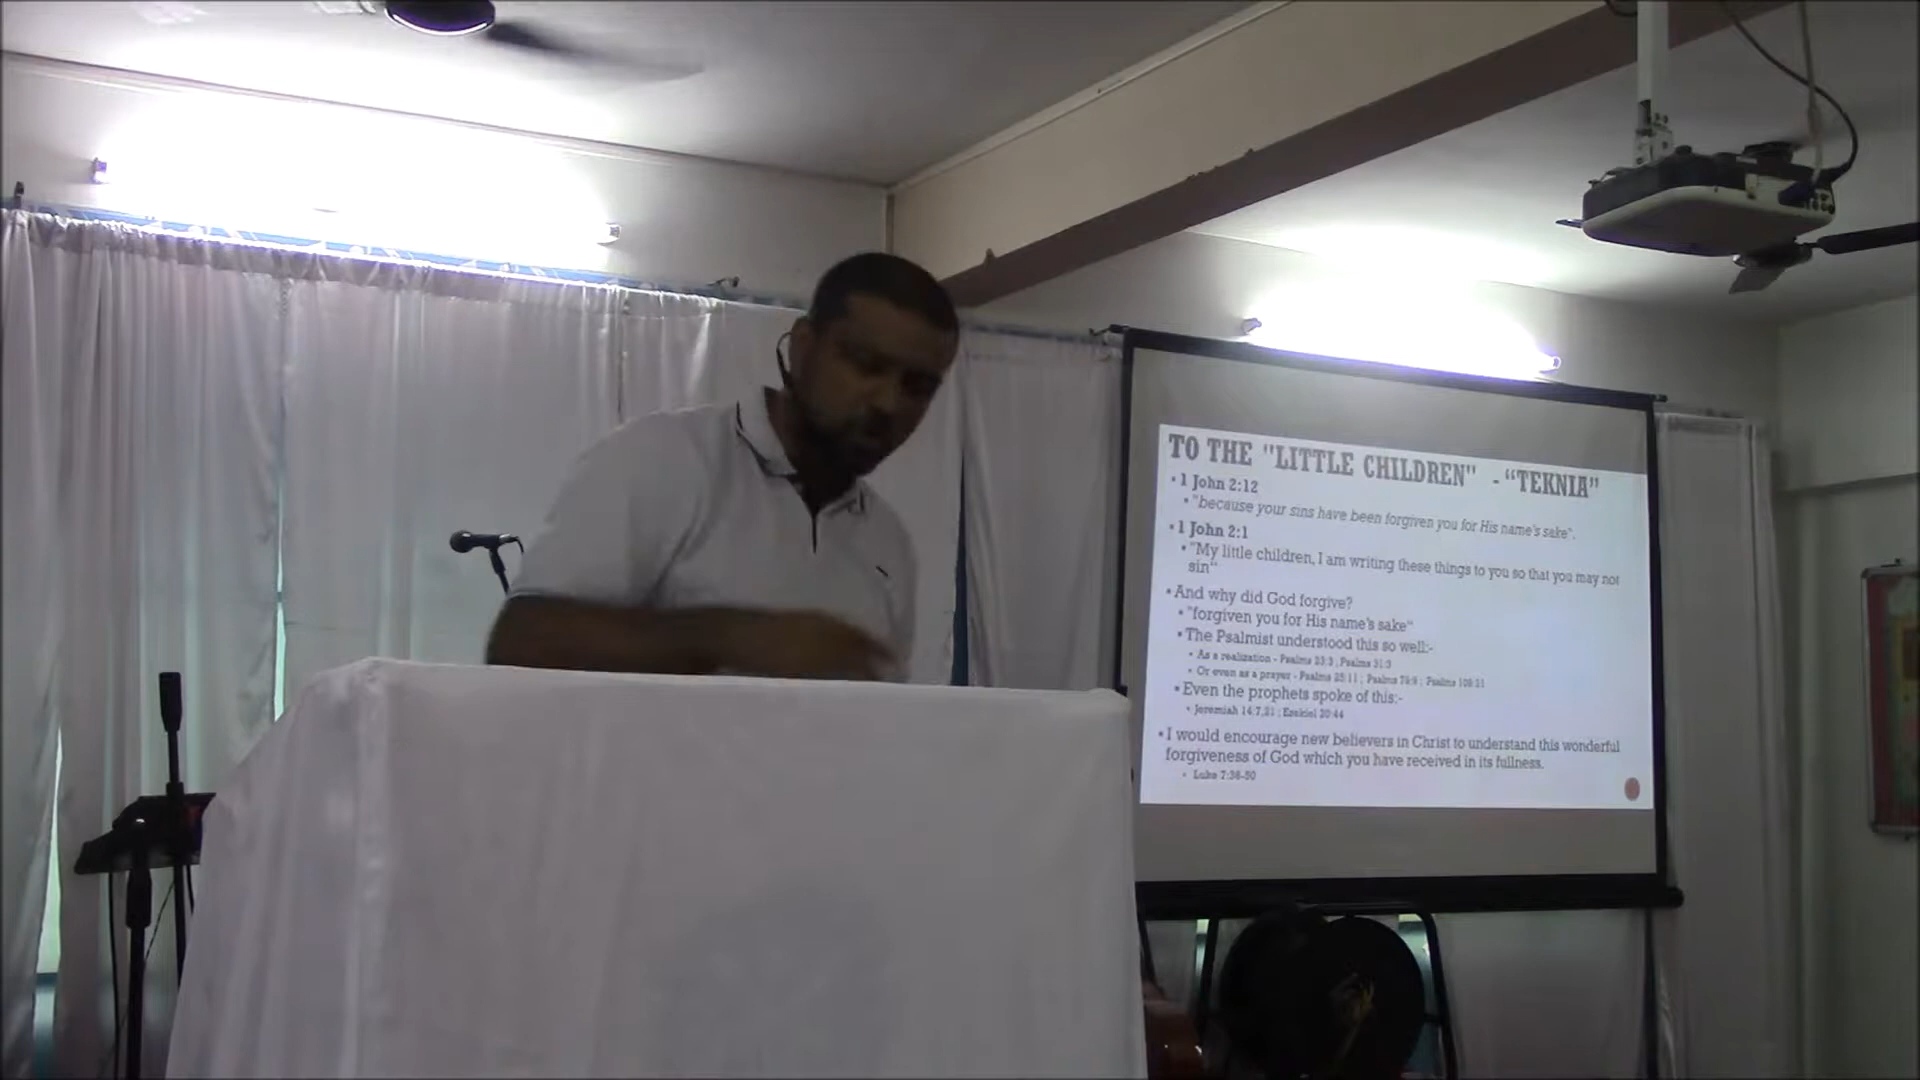 TO THE "LITTLE CHILDREN" - “TEKNIA”
• 1 John 2:12
• "because your sins have been forgiven you for His name's sake".
• 1 John 2:1
• "My little children, I am writing these things to you so that you may not
sin"
• And why did God forgive?
• "forgiven you for His name's sake"
• The Psalmist understood this so well:-
• As a realization - Psalms 23:3 ; Psalms 31:3
• Or even as a prayer - Psalms 25:11 ; Psalms 79:9 ; Psalms 109:21
• Even the prophets spoke of this:-
• Jeremiah 14:7,21 ; Ezekiel 20:44
• I would encourage new believers in Christ to understand this wonderful
forgiveness of God which you have received in its fullness.
• Luke 7:36-50